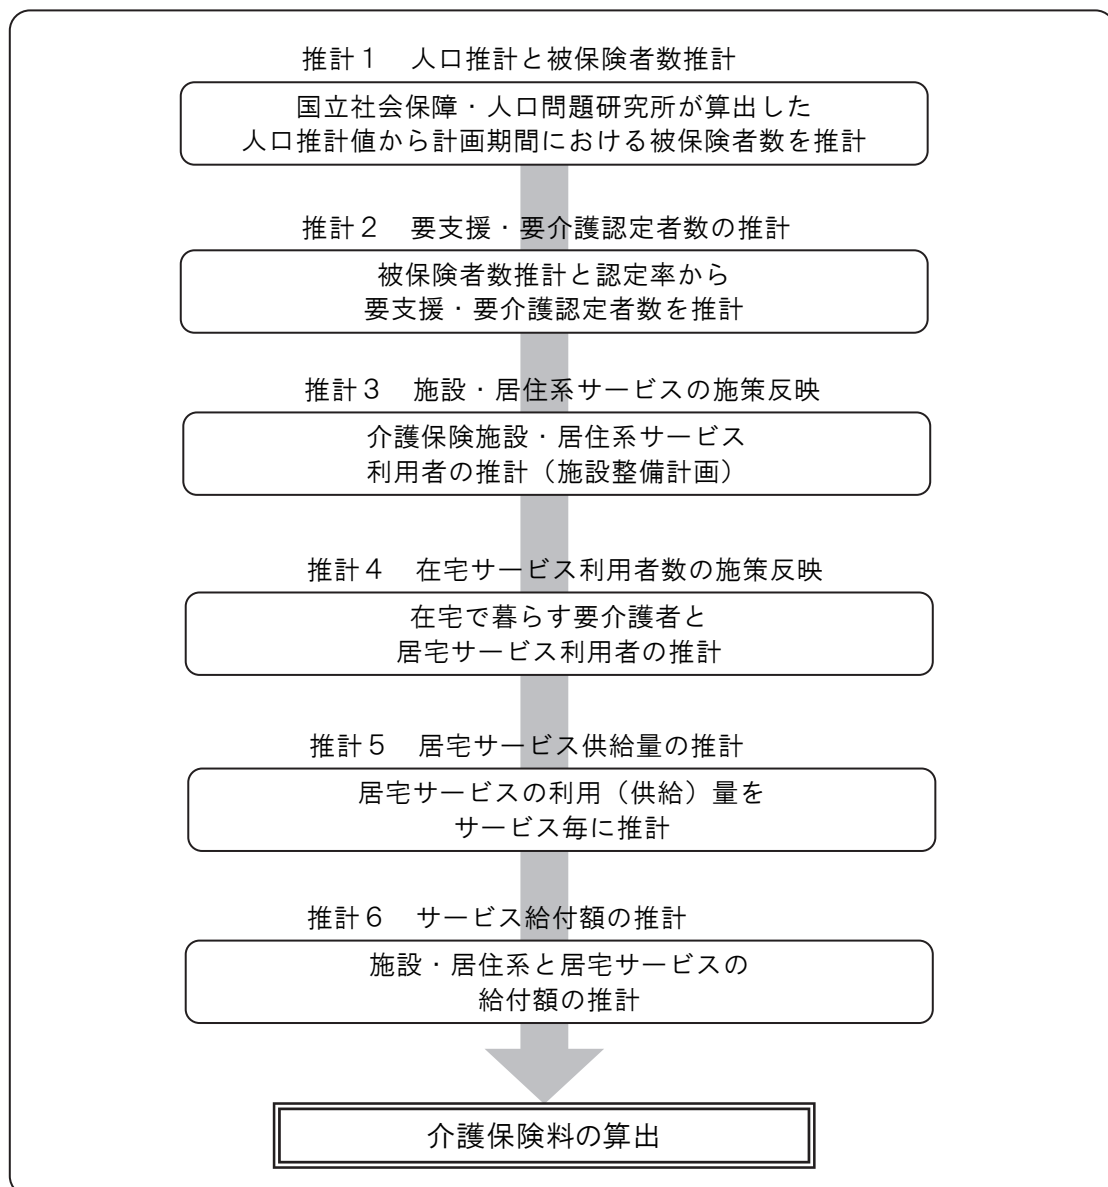 推計１　人口推計と被保険者数推計
国立社会保障・人口問題研究所が算出した
人口推計値から計画期間における被保険者数を推計
推計２　要支援・要介護認定者数の推計
被保険者数推計と認定率から
要支援・要介護認定者数を推計
推計３　施設・居住系サービスの施策反映
介護保険施設・居住系サービス
利用者の推計（施設整備計画）
推計４　在宅サービス利用者数の施策反映
在宅で暮らす要介護者と
居宅サービス利用者の推計
推計５　居宅サービス供給量の推計
居宅サービスの利用（供給）量を
サービス毎に推計
推計６　サービス給付額の推計
施設・居住系と居宅サービスの
給付額の推計
介護保険料の算出